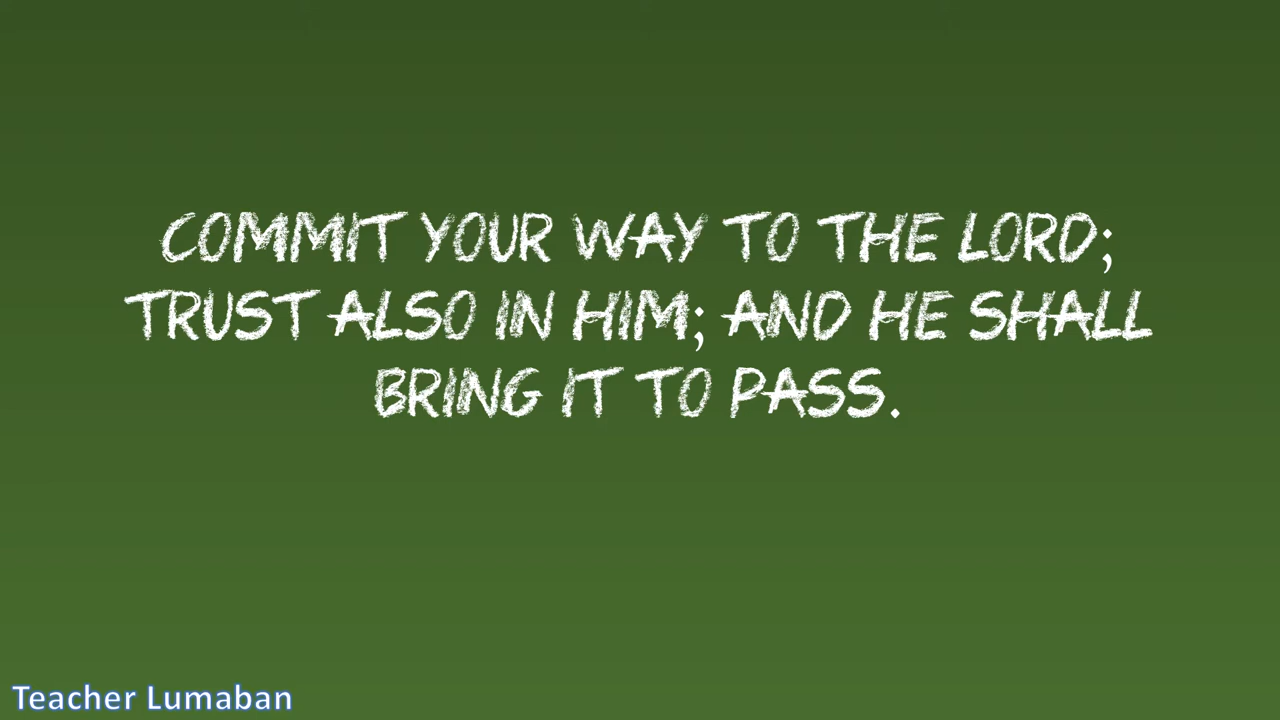 COMMIT YOUR WAY TO THE LORD;
TRUST ALSO IN HIM; AND HE SHALL
BRING IT TO PASS.
Teacher Lumaban